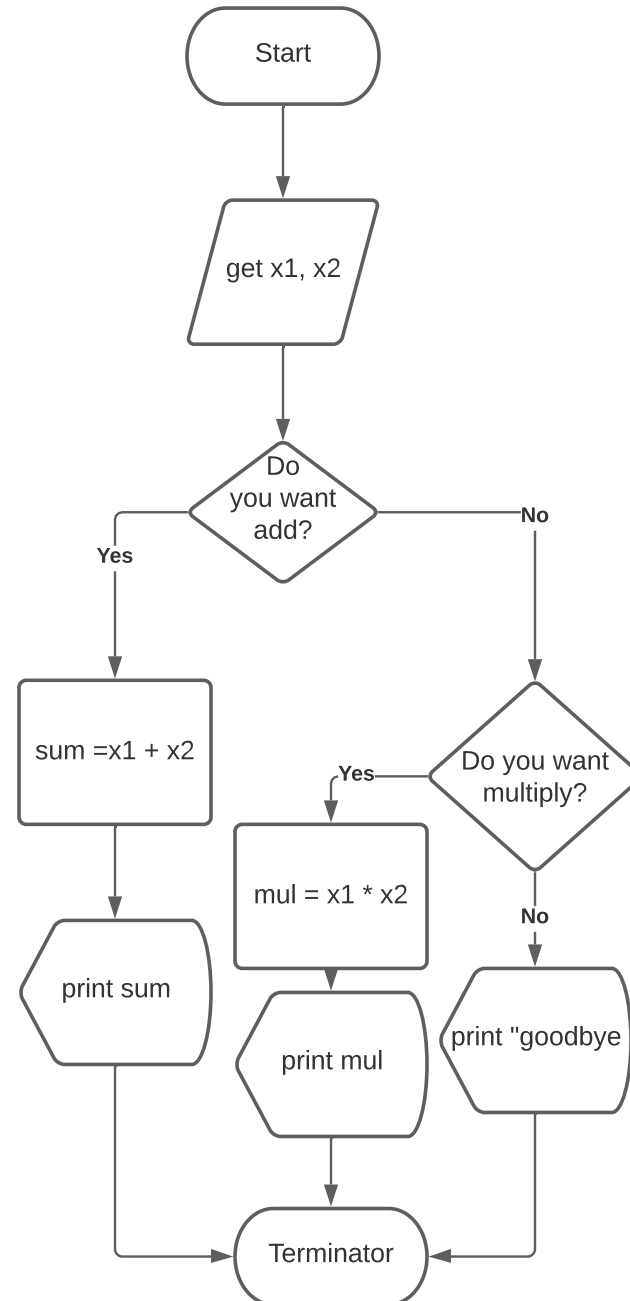 Start
get x1, x2
Do
you want
add?
Yes
No
sum =x1 + x2
Do you want
multiply?
Yes
mul = x1 * x2
No
print sum
print mul
print "goodbye
Terminator